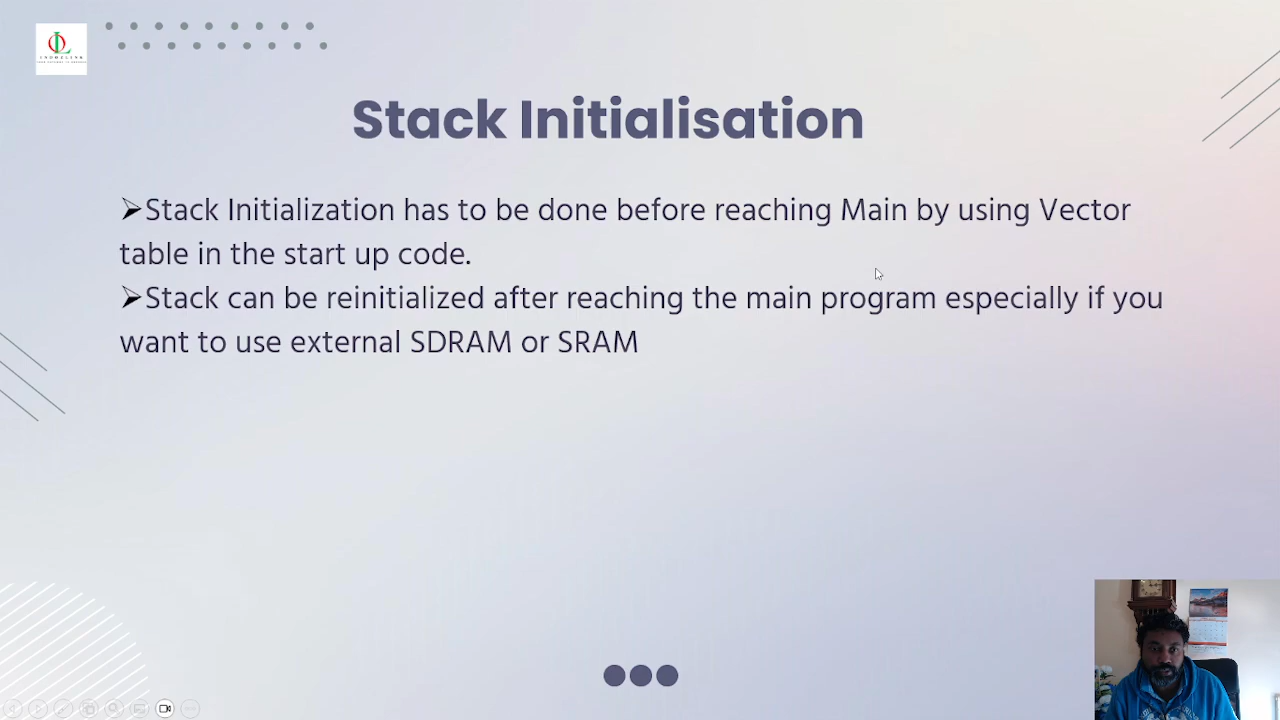 INDOELINK
Stack Initialisation
➢Stack Initialization has to be done before reaching Main by using Vector
table in the start up code.
➢Stack can be reinitialized after reaching the main program especially if you
want to use external SDRAM or SRAM